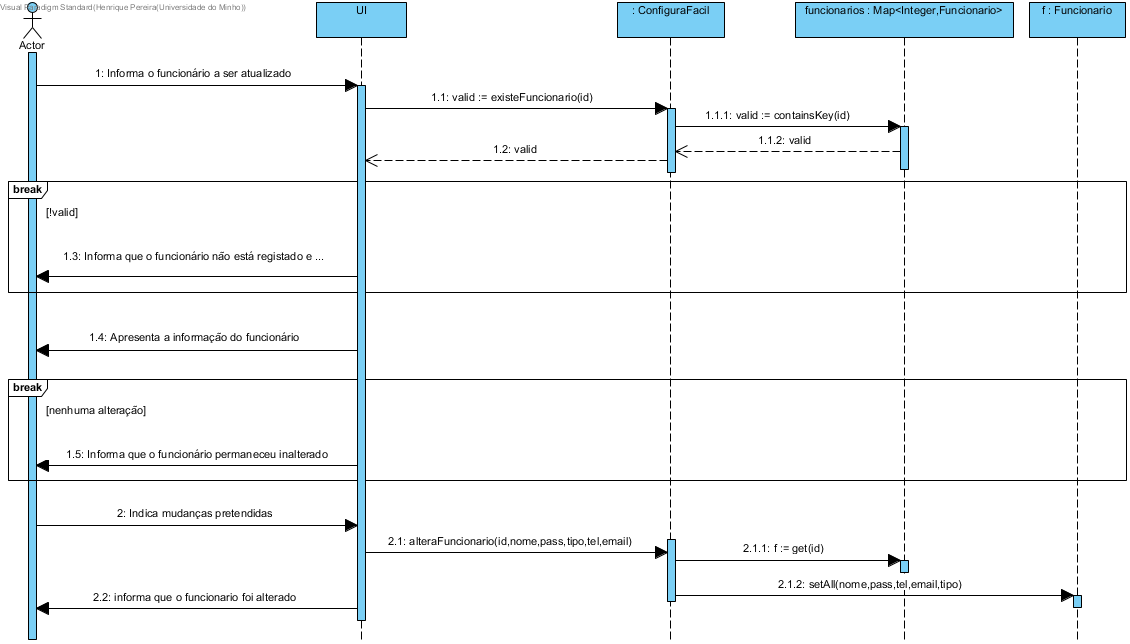 Visual Paradigm Standard(Henrique Pereira(Universidade do Minho))
Actor
UI
: ConfiguraFacil
funcionarios : Map<Integer,Funcionario>
f : Funcionario
1: Informa o funcionário a ser atualizado
1.1: valid := existeFuncionario(id)
1.1.1: valid := containsKey(id)
1.1.2: valid
1.2: valid
break
[!valid]
1.3: Informa que o funcionário não está registado e ...
1.4: Apresenta a informação do funcionário
break
[nenhuma alteração]
1.5: Informa que o funcionário permaneceu inalterado
2: Indica mudanças pretendidas
2.1: alteraFuncionario(id,nome,pass,tipo,tel,email)
2.1.1: f := get(id)
2.1.2: setAll(nome,pass,tel,email,tipo)
2.2: informa que o funcionario foi alterado